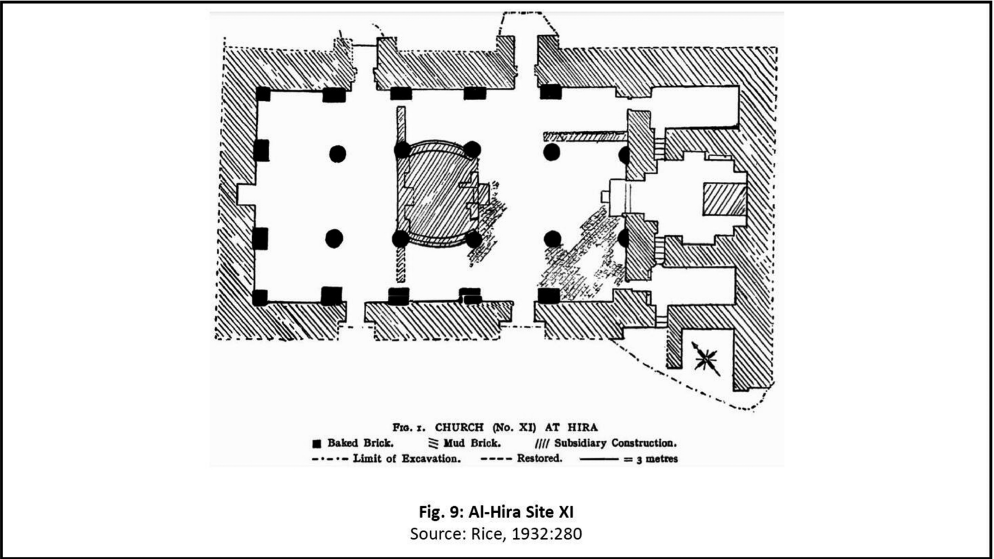 FIG. 1. CHURCH (No. XI) AT HIRA
Baked Brick. Mud Brick. Subsidiary Construction.
Limit of Excavation. Restored. = 3 metres
Fig. 9: Al-Hira Site XI
Source: Rice, 1932:280